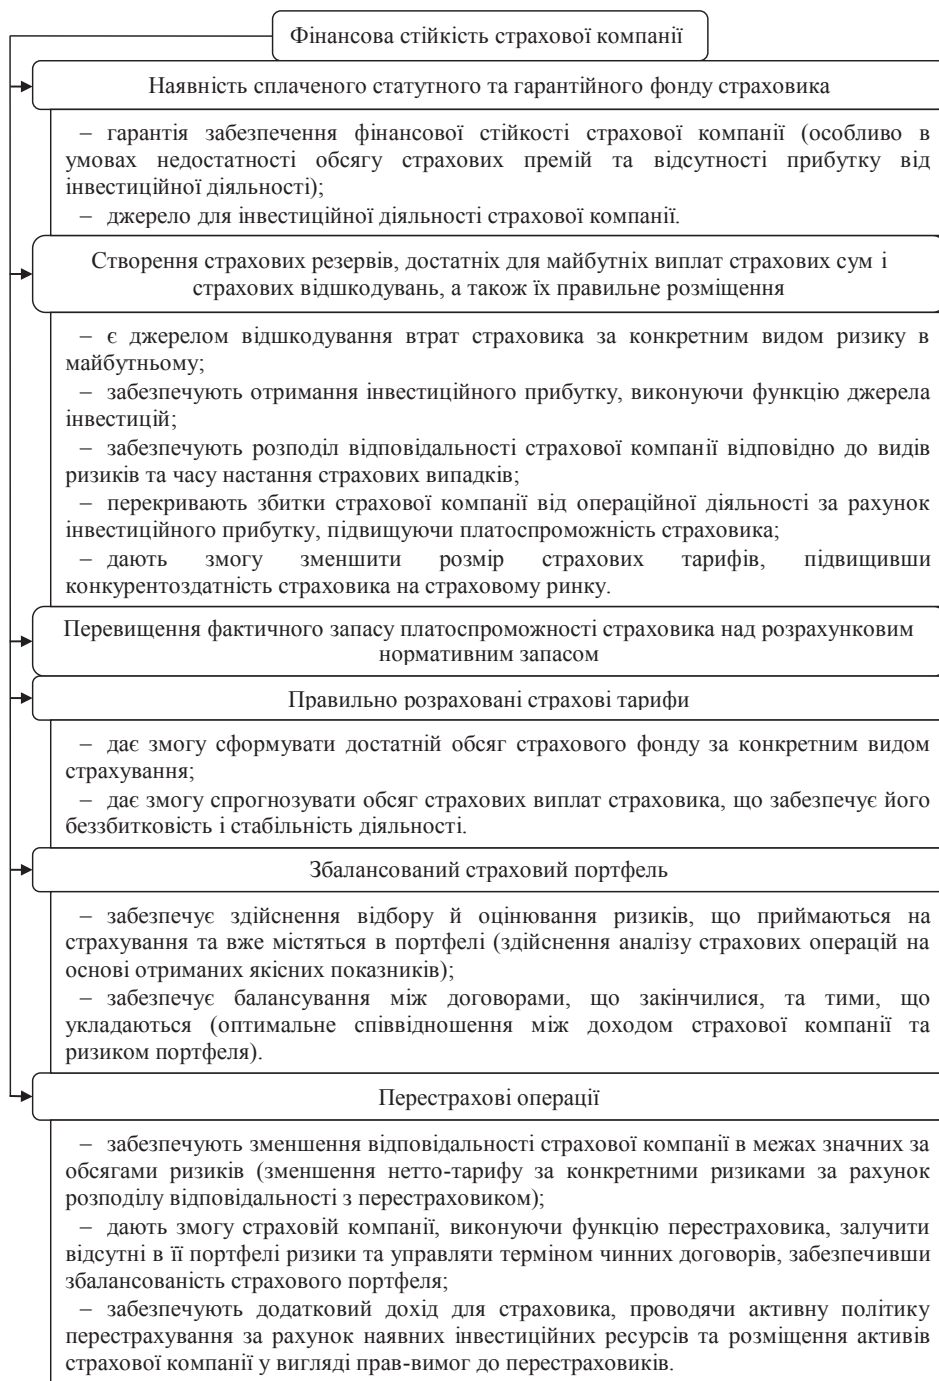 Фінансова стійкість страхової компанії
Наявність сплаченого статутного та гарантійного фонду страховика
– гарантія забезпечення фінансової стійкості страхової компанії (особливо в
умовах недостатності обсягу страхових премій та відсутності прибутку від
інвестиційної діяльності);
– джерело для інвестиційної діяльності страхової компанії.
Створення страхових резервів, достатніх для майбутніх виплат страхових сум і
страхових відшкодувань, а також їх правильне розміщення
– є джерелом відшкодування втрат страховика за конкретним видом ризику в
майбутньому;
– забезпечують отримання інвестиційного прибутку, виконуючи функцію джерела
інвестицій;
– забезпечують розподіл відповідальності страхової компанії відповідно до видів
ризиків та часу настання страхових випадків;
– перекривають збитки страхової компанії від операційної діяльності за рахунок
інвестиційного прибутку, підвищуючи платоспроможність страховика;
– дають змогу зменшити розмір страхових тарифів, підвищивши
конкурентоздатність страховика на страховому ринку.
Перевищення фактичного запасу платоспроможності страховика над розрахунковим
нормативним запасом
Правильно розраховані страхові тарифи
– дає змогу сформувати достатній обсяг страхового фонду за конкретним видом
страхування;
– дає змогу спрогнозувати обсяг страхових виплат страховика, що забезпечує його
беззбитковість і стабільність діяльності.
Збалансований страховий портфель
– забезпечує здійснення відбору й оцінювання ризиків, що приймаються на
страхування та вже містяться в портфелі (здійснення аналізу страхових операцій на
основі отриманих якісних показників);
– забезпечує балансування між договорами, що закінчилися, та тими, що
укладаються (оптимальне співвідношення між доходом страхової компанії та
ризиком портфеля).
Перестрахові операції
– забезпечують зменшення відповідальності страхової компанії в межах значних за
обсягами ризиків (зменшення нетто-тарифу за конкретними ризиками за рахунок
розподілу відповідальності з перестраховиком);
– дають змогу страховій компанії, виконуючи функцію перестраховика, залучити
відсутні в її портфелі ризики та управляти терміном чинних договорів, забезпечивши
збалансованість страхового портфеля;
– забезпечують додатковий дохід для страховика, проводячи активну політику
перестрахування за рахунок наявних інвестиційних ресурсів та розміщення активів
страхової компанії у вигляді прав-вимог до перестраховиків.